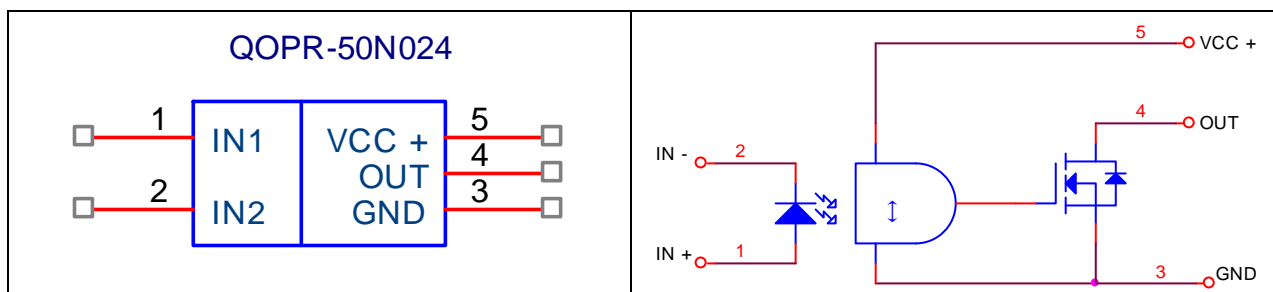 QOPR-50N024
1 IN1 VCC + 5
OUT 4
2 IN2 GND 3
5 VCC +
4 OUT
IN - 2
IN + 1
3 GND